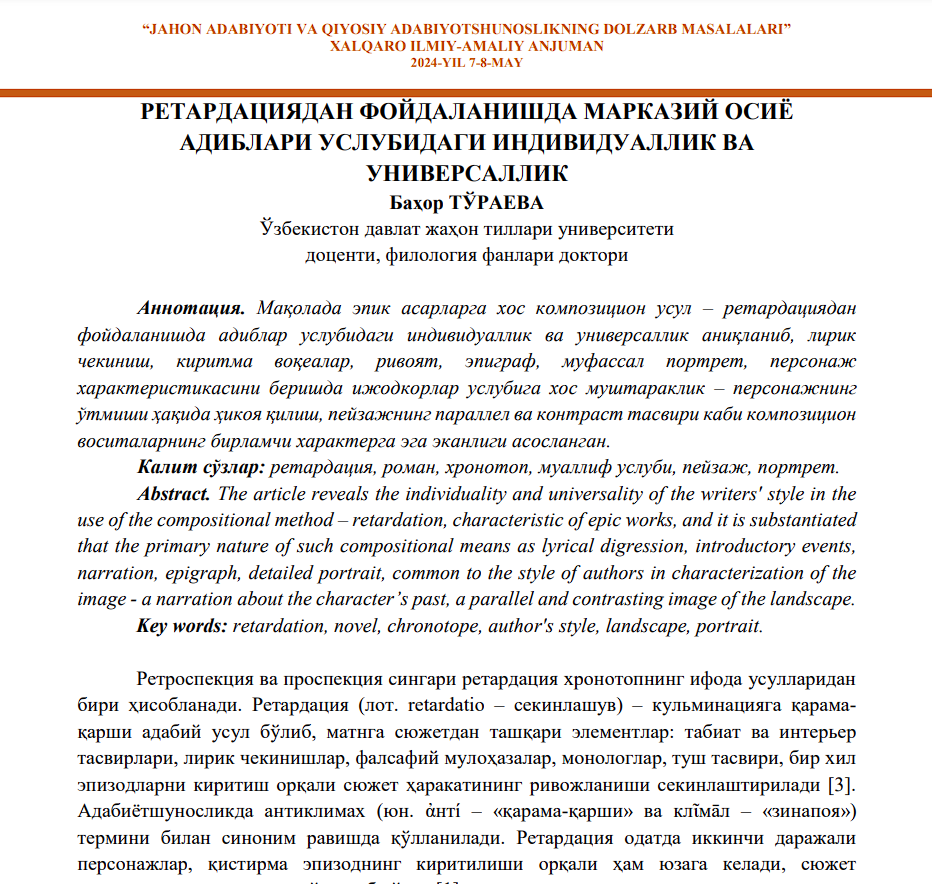 “JAHON ADABIYOTI VA QIYOSIY ADABIYOTSHUNOSLIKNING DOLZARB MASALALARI”
XALQARO ILMIY-AMALIY ANJUMAN
2024-YIL 7-8-MAY
РЕТАРДАЦИЯДАН ФОЙДАЛАНИШДА МАРКАЗИЙ ОСИЁ
АДИБЛАРИ УСЛУБИДАГИ ИНДИВИДУАЛЛИК ВА
УНИВЕРСАЛЛИК
Баҳор ТЎРАЕВА
Ўзбекистон давлат жаҳон тиллари университети
доценти, филология фанлари доктори
Аннотация. Мақолада эпик асарларга хос композицион усул – ретардациядан
фойдаланишда адиблар услубидаги индивидуаллик ва универсаллик аниқланиб, лирик
чекиниш, киритма воқеалар, ривоят, эпиграф, муфассал портрет, персонаж
характеристикасини беришда ижодкорлар услубига хос муштараклик – персонажнинг
ўтмиши ҳақида ҳикоя қилиш, пейзажнинг параллел ва контраст тасвири каби композицион
воситаларнинг бирламчи характерга эга эканлиги асосланган.
Калит сўзлар: ретардация, роман, хронотоп, муаллиф услуби, пейзаж, портрет.
Abstract. The article reveals the individuality and universality of the writers' style in the
use of the compositional method – retardation, characteristic of epic works, and it is substantiated
that the primary nature of such compositional means as lyrical digression, introductory events,
narration, epigraph, detailed portrait, common to the style of authors in characterization of the
image - a narration about the character’s past, a parallel and contrasting image of the landscape.
Key words: retardation, novel, chronotope, author's style, landscape, portrait.
Ретроспекция ва проспекция сингари ретардация хронотопнинг ифода усулларидан
бири ҳисобланади. Ретардация (лот. retardatio – секинлашув) – кульминацияга қарама-
қарши адабий усул бўлиб, матнга сюжетдан ташқари элементлар: табиат ва интерьер
тасвирлари, лирик чекинишлар, фалсафий мулоҳазалар, монологлар, туш тасвири, бир хил
эпизодларни киритиш орқали сюжет ҳаракатининг ривожланиши секинлаштирилади [3].
Адабиётшуносликда антиклимах (юн. ἀντί – «қарама-қарши» ва κλῖμᾰξ – «зинапоя»)
термини билан синоним равишда қўлланилади. Ретардация одатда иккинчи даражали
персонажлар, қистирма эпизоднинг киритилиши орқали ҳам юзага келади, сюжет